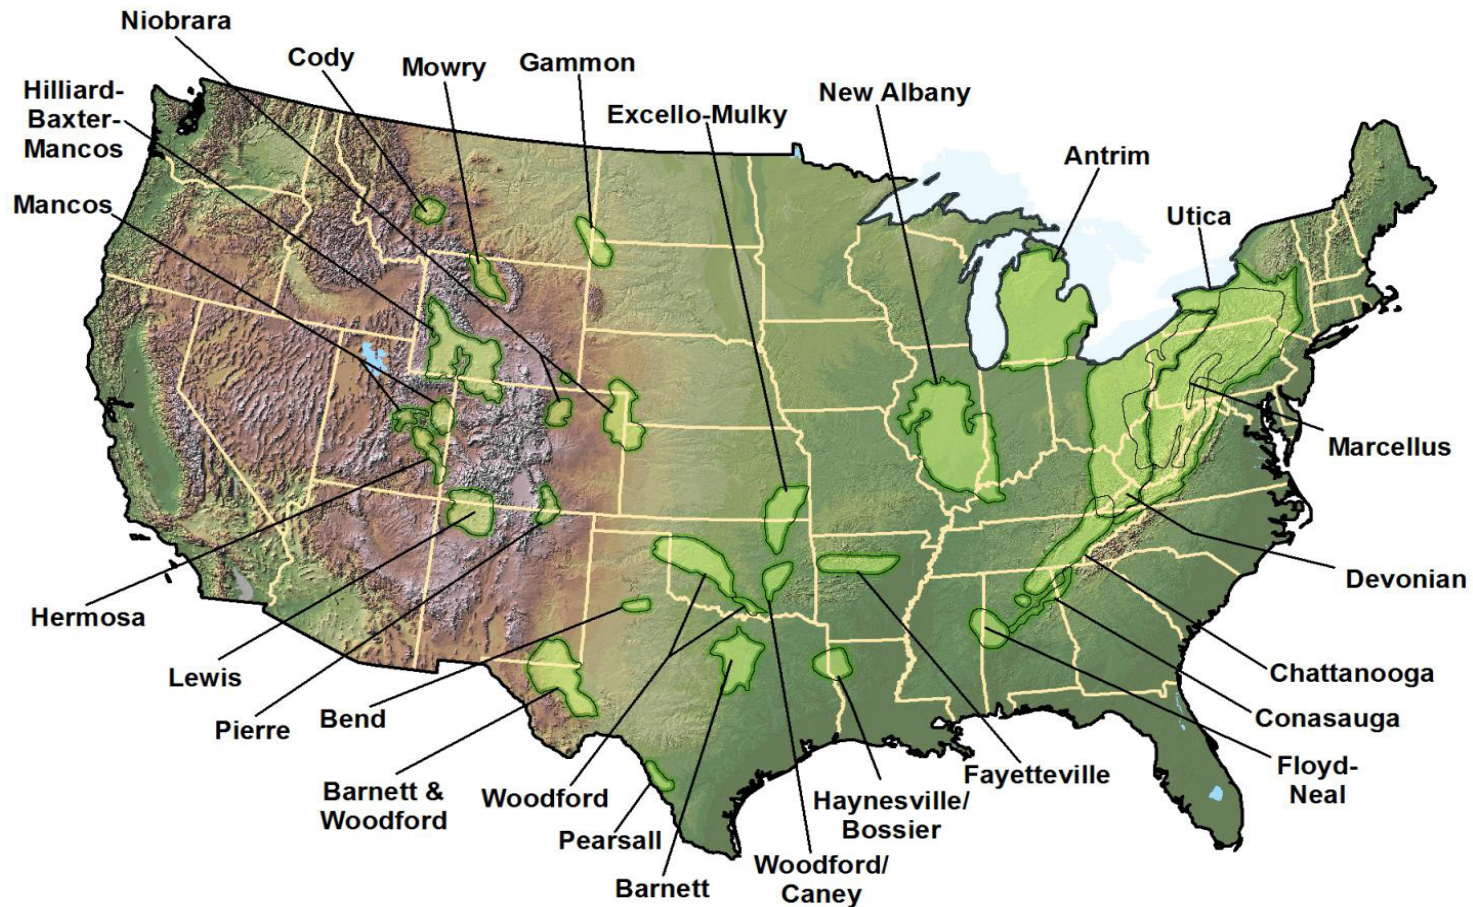 Niobrara
Cody
Mowry
Gammon
Hilliard-
Baxter-
Mancos
Excello-Mulky
New Albany
Antrim
Mancos
Utica
Marcellus
Devonian
Hermosa
Lewis
Chattanooga
Pierre
Bend
Conasauga
Barnett &
Woodford
Woodford
Pearsall
Barnett
Woodford/
Caney
Haynesville/
Bossier
Fayetteville
Floyd-
Neal